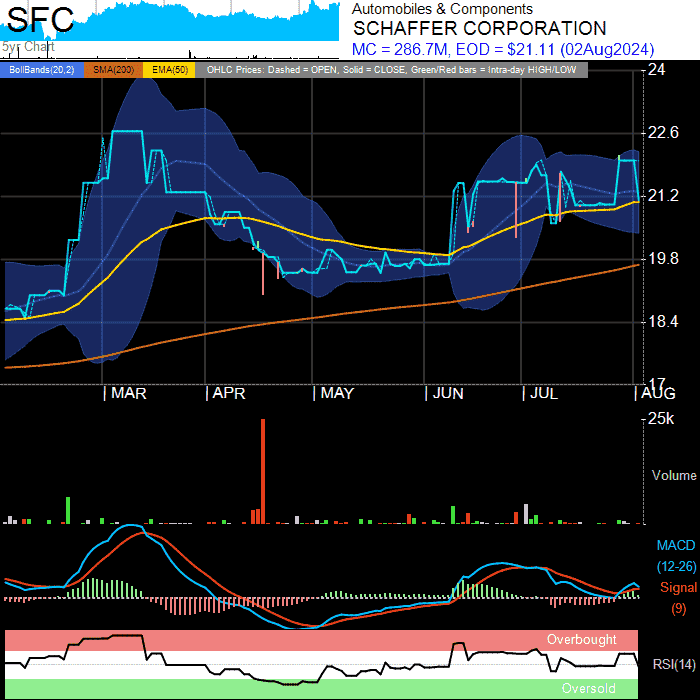 SFC
5yr Chart
Automobiles & Components
SCHAFFER CORPORATION
MC = 286.7M, EOD = $21.11 (02Aug2024)
BollBands(20,2) SMA(200) EMA(50) OHLC Prices: Dashed = OPEN, Solid = CLOSE, Green/Red bars = Intra-day HIGH/LOW
24
22.6
21.2
19.8
18.4
17
MAR APR MAY JUN JUL AUG
25k
Volume
MACD
(12-26)
Signal
(9)
Overbought
RSI(14)
Oversold